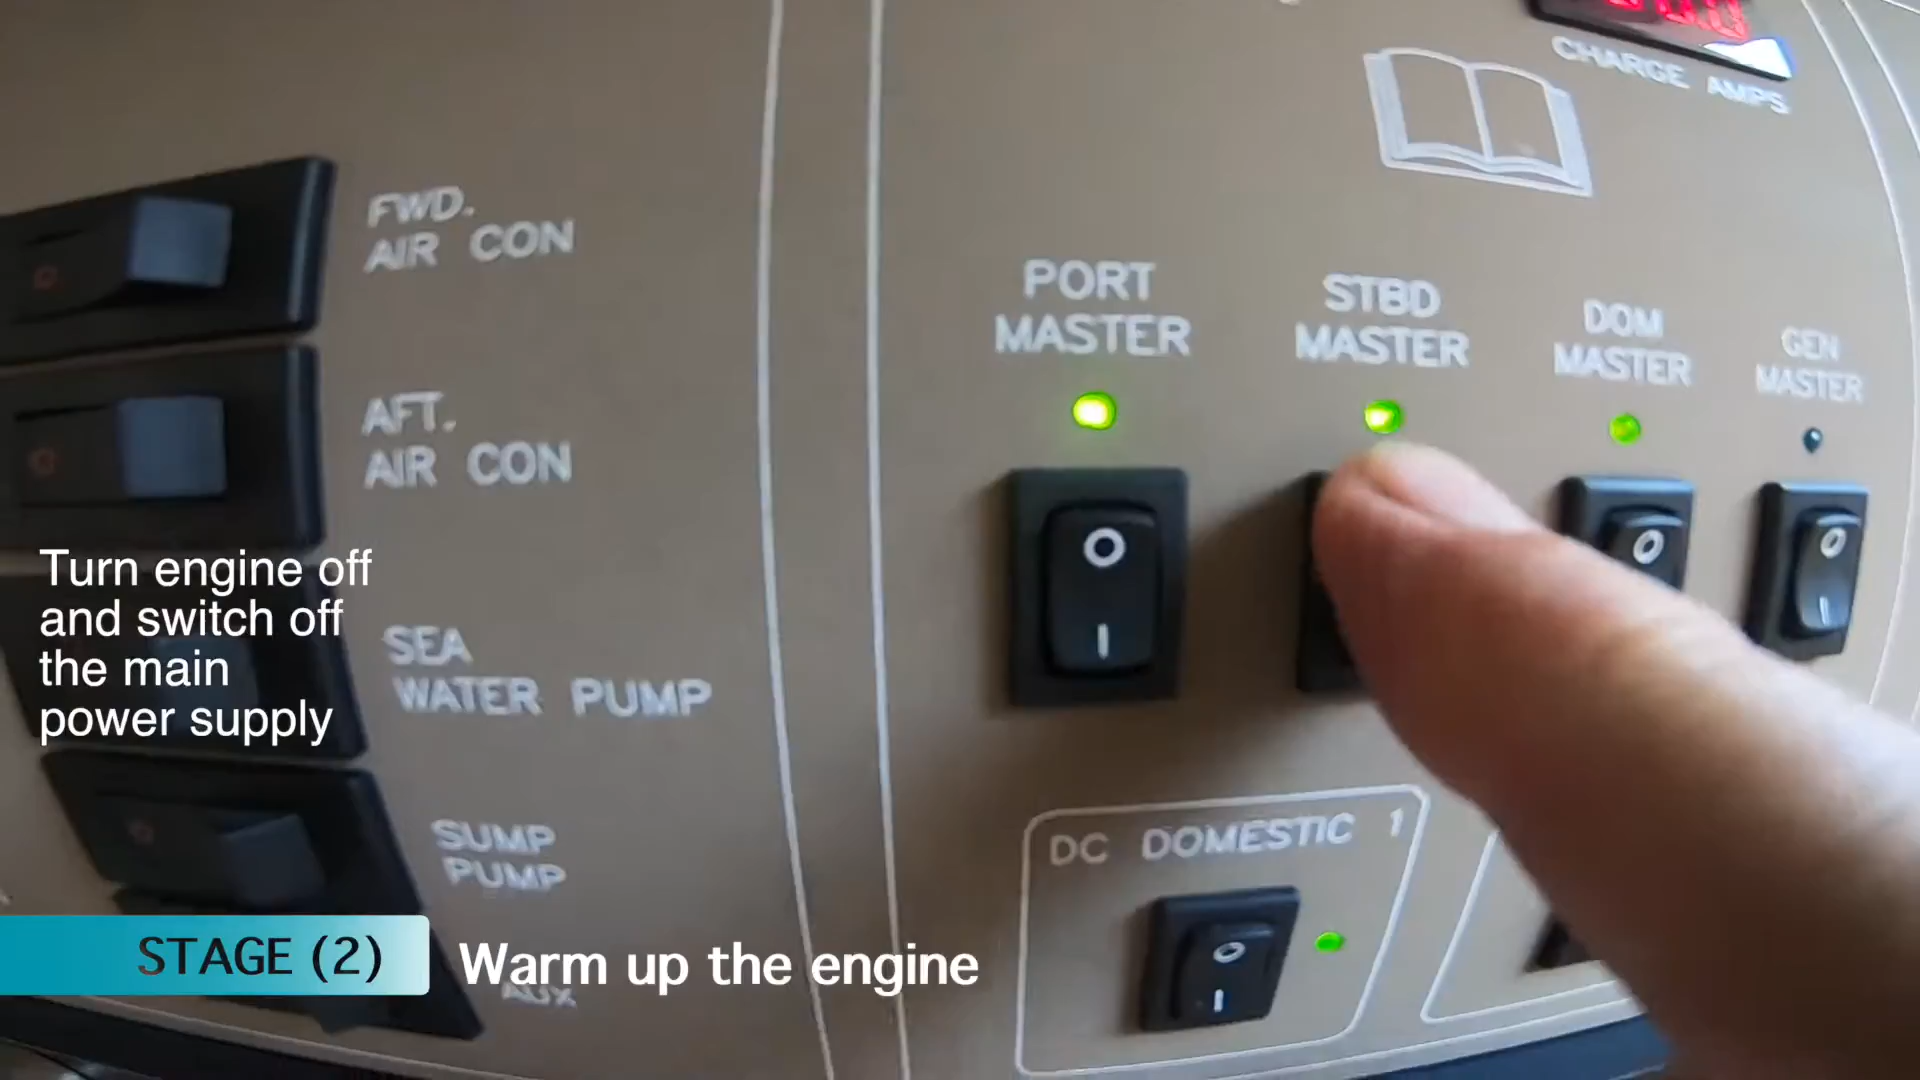 CHARGE AMPS
FWD.
AIR CON
PORT
MASTER
STBD
MASTER
DOM
MASTER
GEN
MASTER
AFT.
AIR CON
O
I
O
O
I
Turn engine off
and switch off
the main
power supply
SEA
WATER PUMP
SUMP
PUMP
DC DOMESTIC 1
O
I
STAGE (2)
Warm up the engine
AUX.